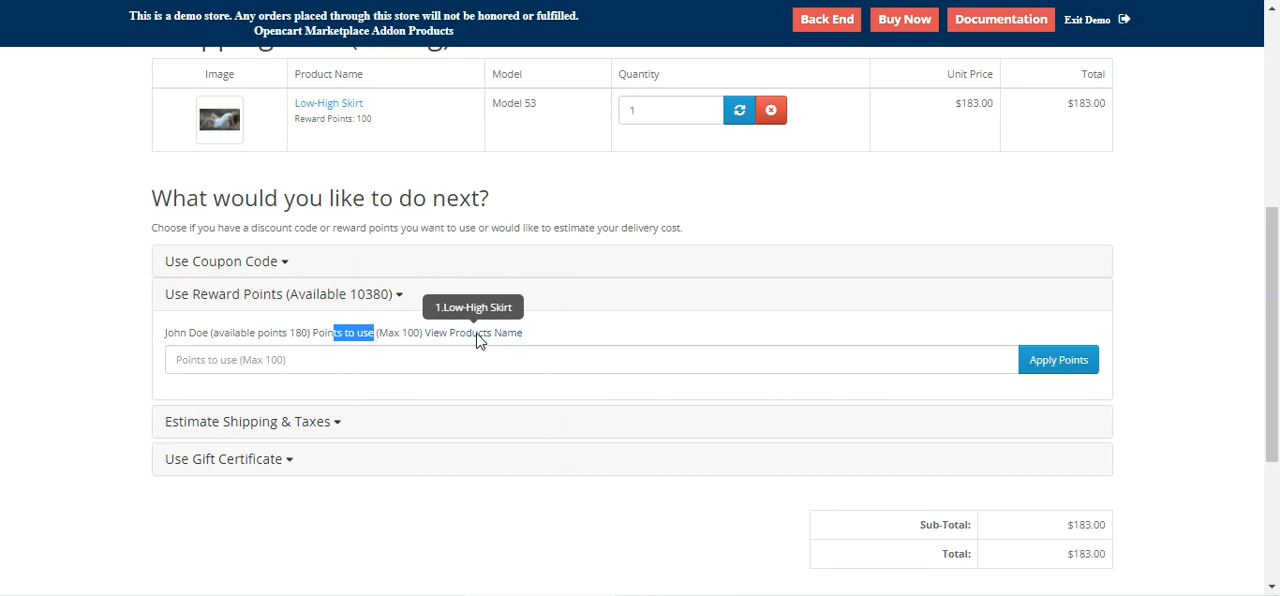 This is a demo store. Any orders placed through this store will not be honored or fulfilled.
Opencart Marketplace Addon Products
Back End
Buy Now
Documentation
Exit Demo
Image
Product Name
Model
Quantity
Unit Price
Total
Low-High Skirt
Reward Points: 100
Model 53
1
$183.00
$183.00
What would you like to do next?
Choose if you have a discount code or reward points you want to use or would like to estimate your delivery cost.
Use Coupon Code
Use Reward Points (Available 10380)
1.Low-High Skirt
John Doe (available points 180) Points to use (Max 100) View Products Name
Points to use (Max 100)
Apply Points
Estimate Shipping & Taxes
Use Gift Certificate
Sub-Total:
$183.00
Total:
$183.00